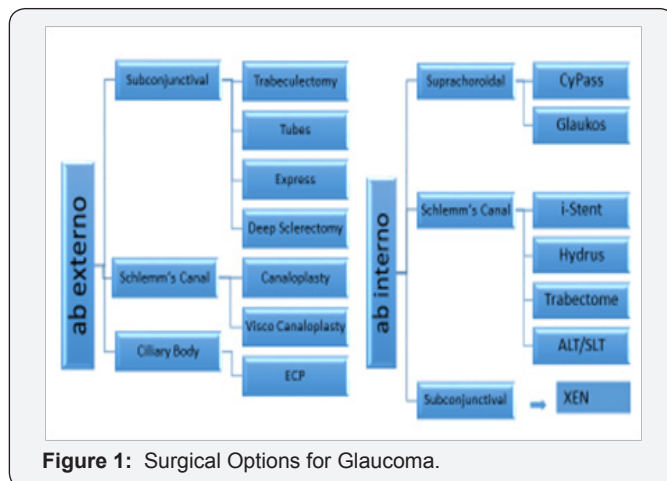 ab externo
Subconjunctival
Trabeculectomy
Tubes
Express
Deep Sclerectomy
Schlemm's Canal
Canaloplasty
Visco Canaloplasty
Ciliary Body
ECP
ab interno
Suprachoroidal
CyPass
Glaukos
Schlemm's Canal
i-Stent
Hydrus
Trabectome
ALT/SLT
Subconjunctival
XEN
Figure 1: Surgical Options for Glaucoma.